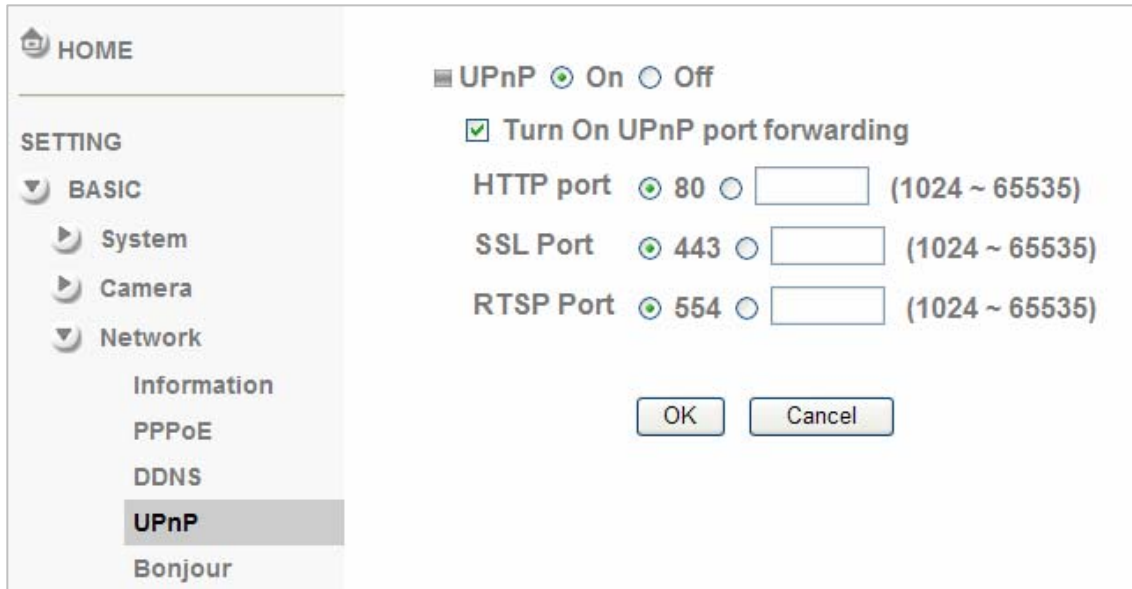 HOME
SETTING
BASIC
System
Camera
Network
Information
PPPoE
DDNS
UPnP
Bonjour
UPnP On Off
Turn On UPnP port forwarding
HTTP port 80 (1024 ~ 65535)
SSL Port 443 (1024 ~ 65535)
RTSP Port 554 (1024 ~ 65535)
OK Cancel